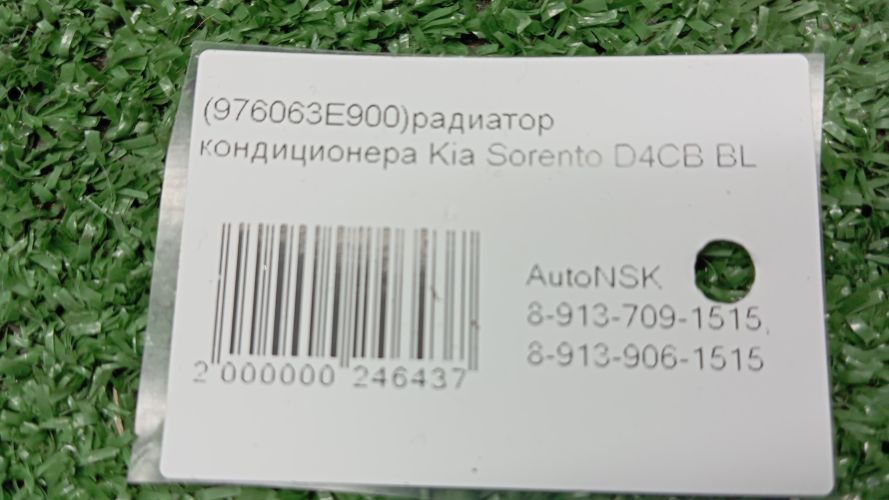 (976063E900)радиатор
кондиционера Kia Sorento D4CB BL
AutoNSK
8-913-709-1515,
8-913-906-1515
2 000000 246437